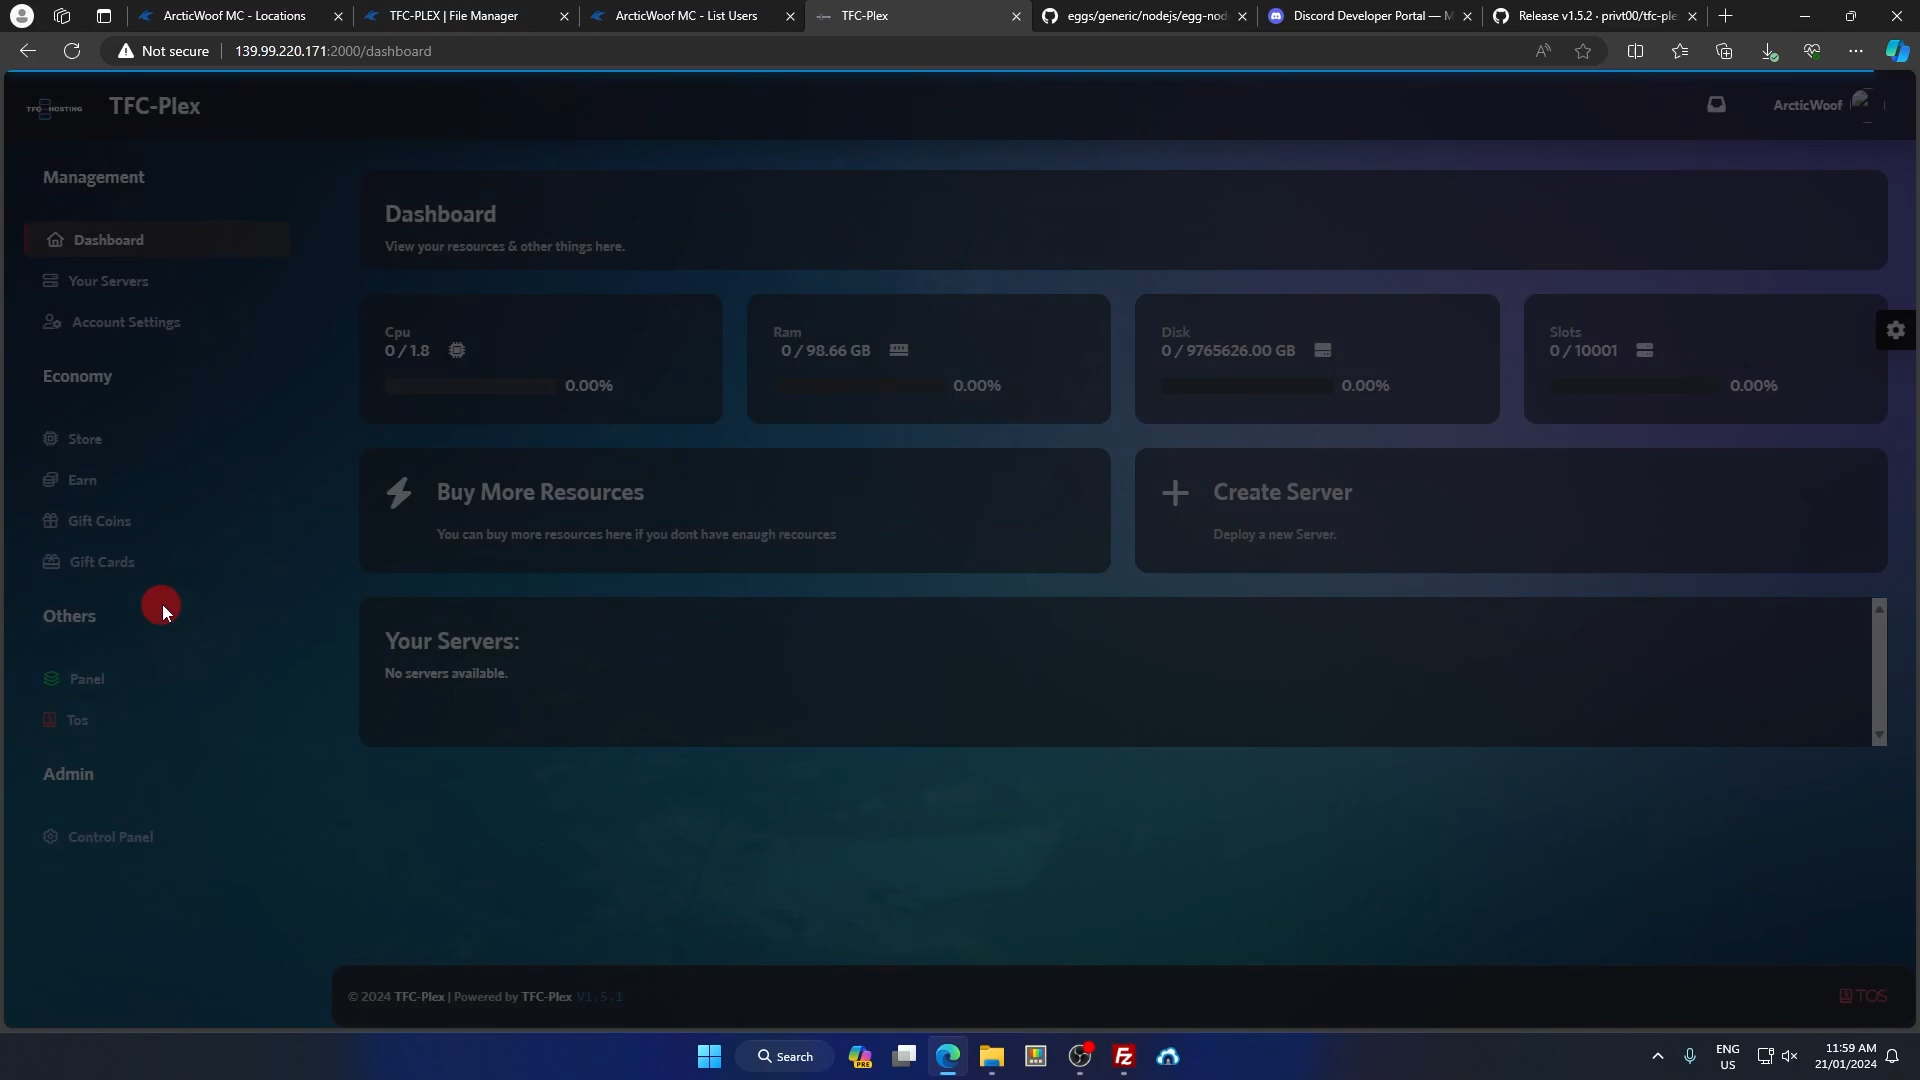 ArcticWoof MC - Locations
TFC-PLEX | File Manager
ArcticWoof MC - List Users
TFC-Plex
eggs/generic/nodejs/egg-nod
Discord Developer Portal — M
Release v1.5.2 · privt00/tfc-ple
Not secure
139.99.220.171:2000/dashboard
TFC HOSTING
TFC-Plex
ArcticWoof
Management
Dashboard
Your Servers
Account Settings
Economy
Store
Earn
Gift Coins
Gift Cards
Others
Panel
Tos
Admin
Control Panel
Dashboard
View your resources & other things here.
Cpu
0 / 1.8
0.00%
Ram
0 / 98.66 GB
0.00%
Disk
0 / 9765626.00 GB
0.00%
Slots
0 / 10001
0.00%
Buy More Resources
You can buy more resources here if you dont have enaugh recources
Create Server
Deploy a new Server.
Your Servers:
No servers available.
© 2024 TFC-Plex | Powered by TFC-Plex V1.5.1
TOS
Search
PRE
FZ
ENG
US
11:59 AM
21/01/2024